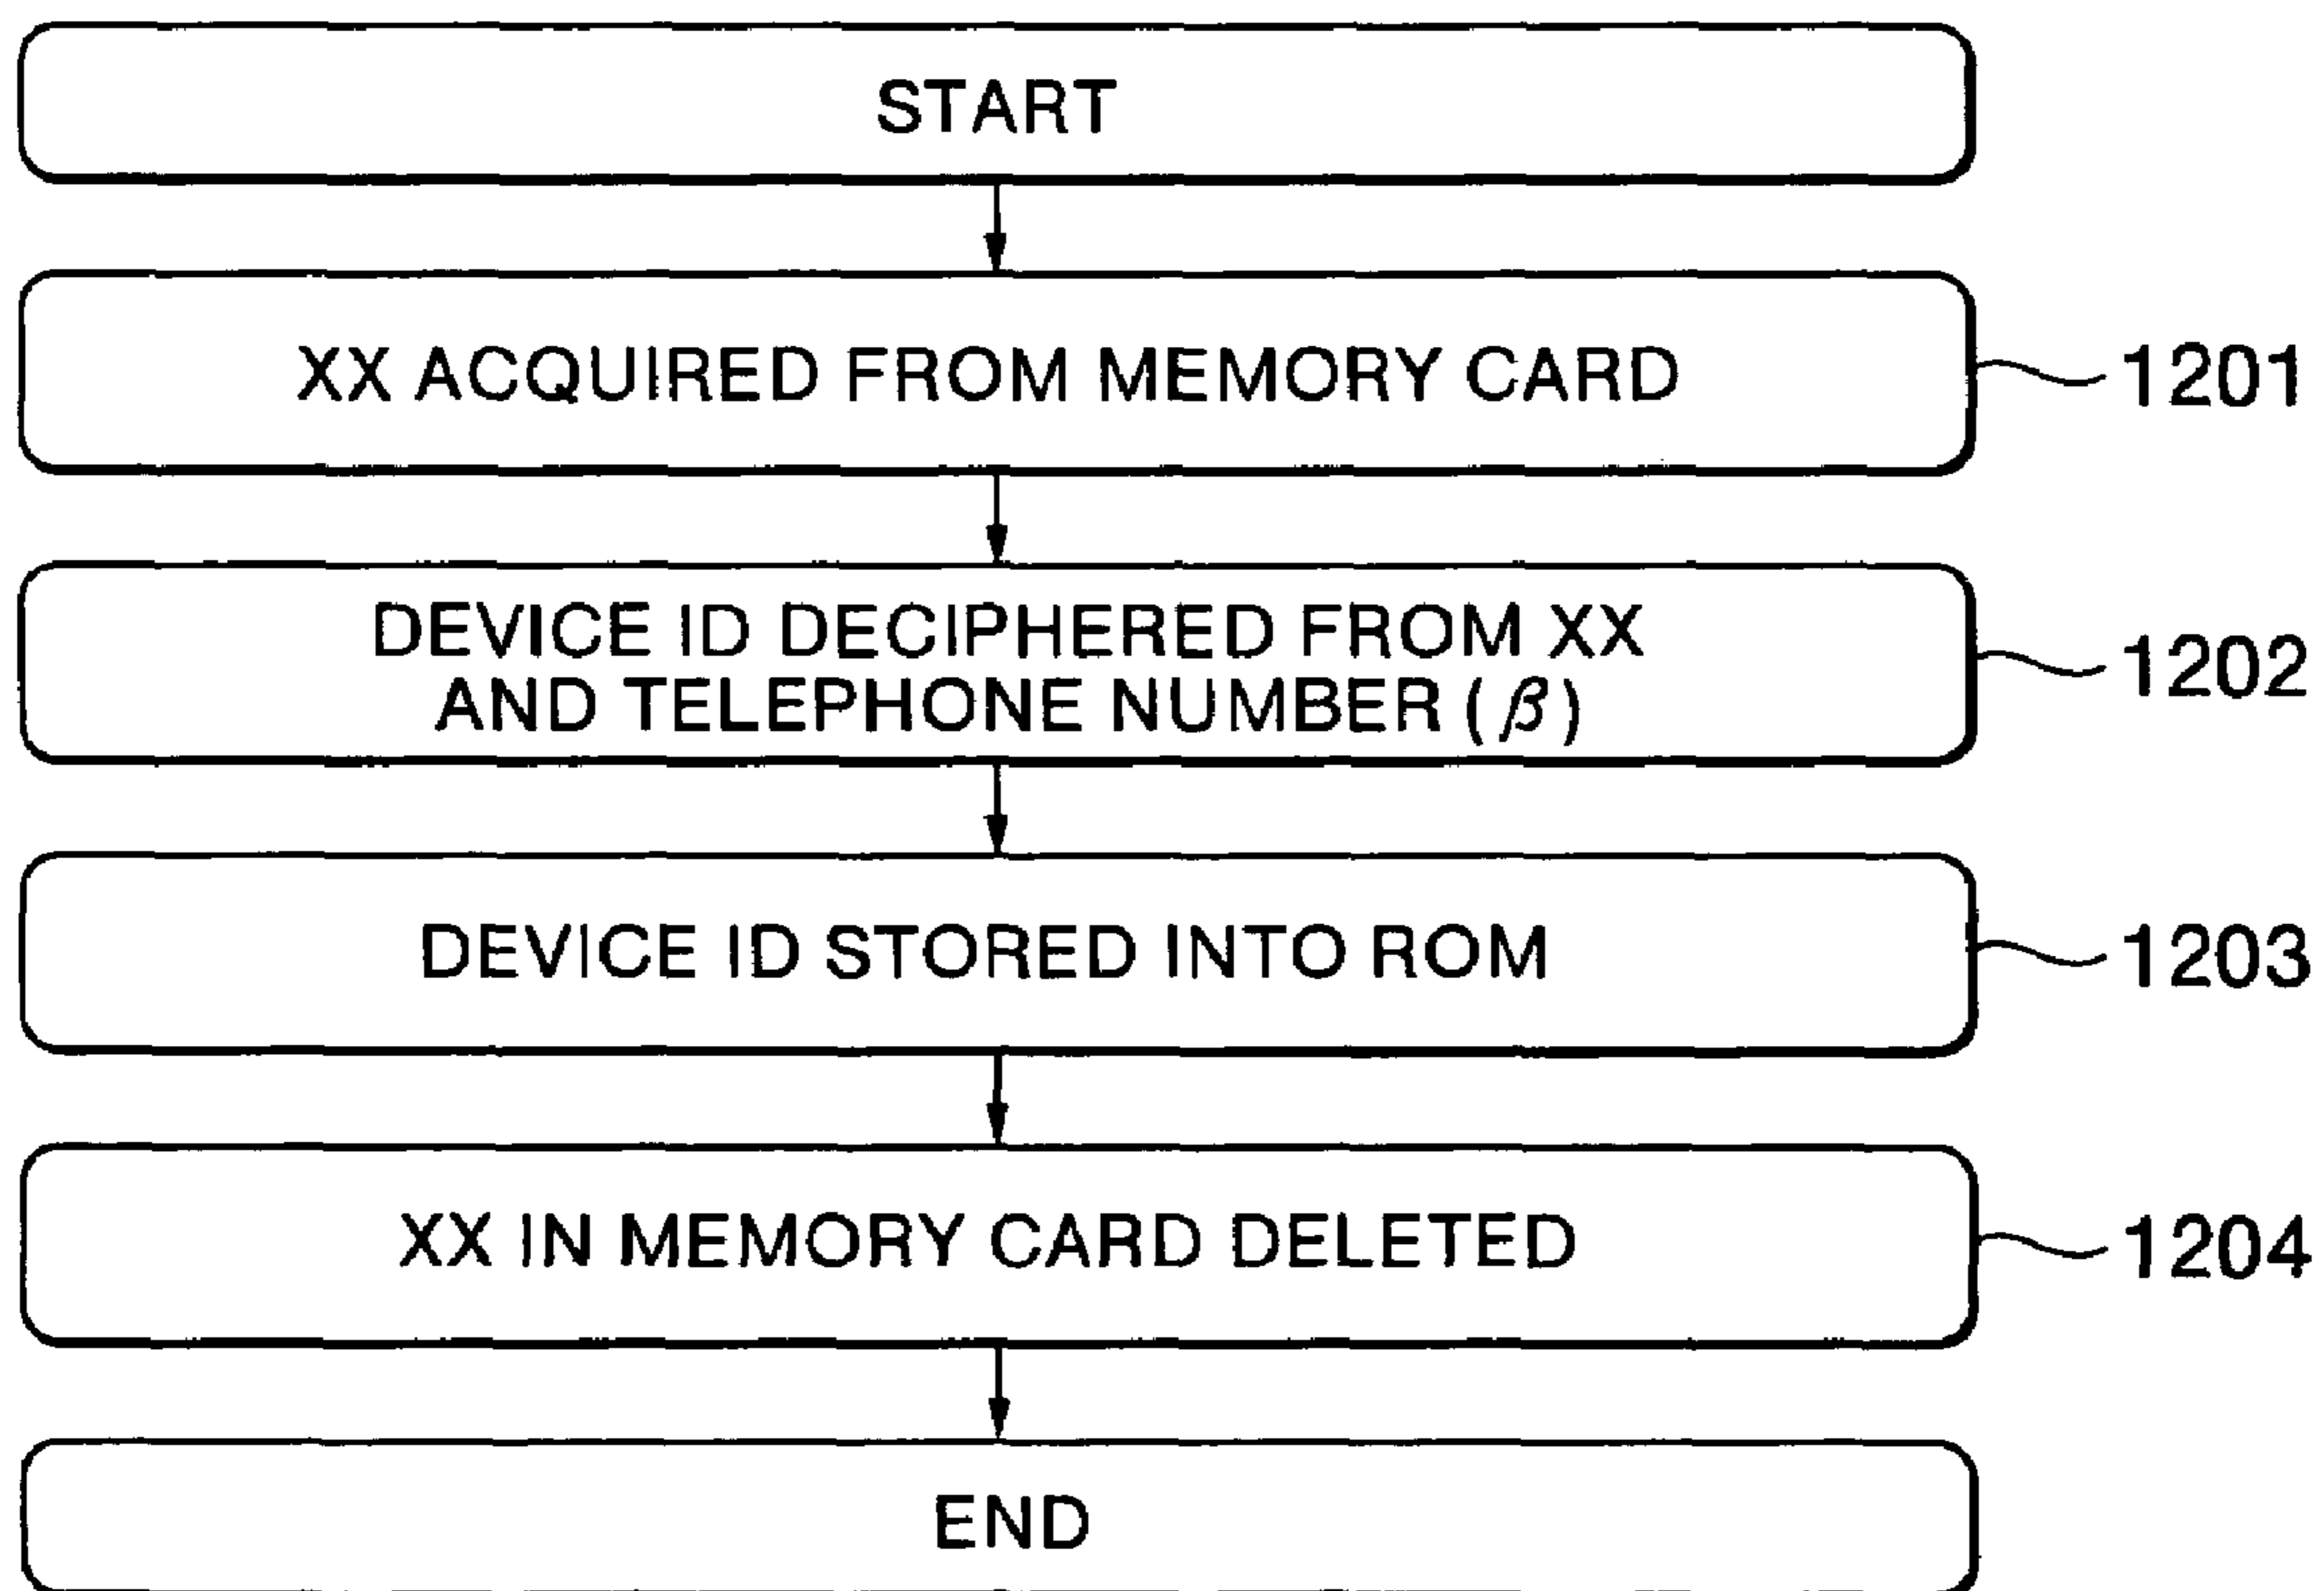 START
XX ACQUIRED FROM MEMORY CARD
1201
DEVICE ID DECIPHERED FROM XX
AND TELEPHONE NUMBER (β)
1202
DEVICE ID STORED INTO ROM
1203
XX IN MEMORY CARD DELETED
1204
END